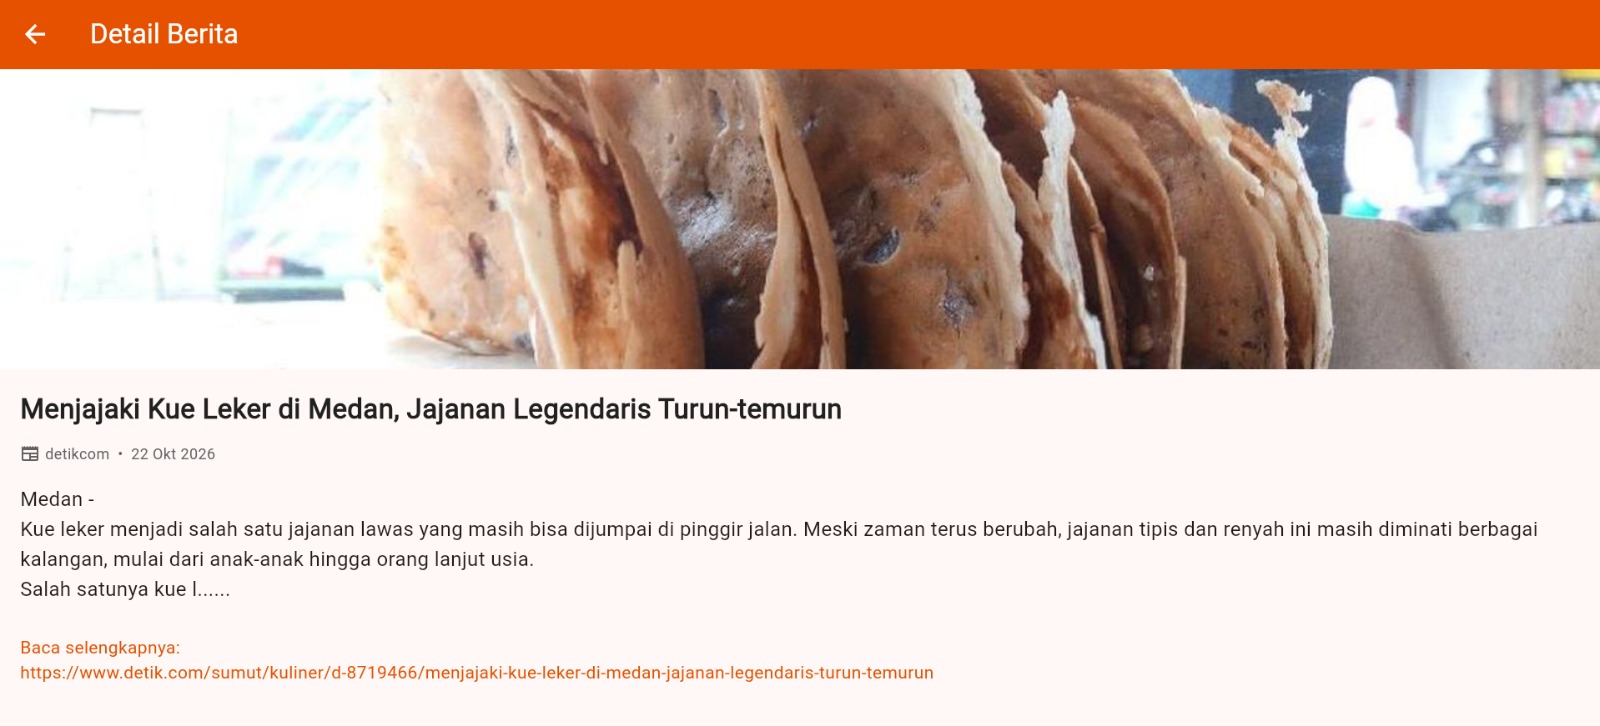 Detail Berita
Menjajaki Kue Leker di Medan, Jajanan Legendaris Turun-temurun
detikcom • 22 Okt 2026
Medan -
Kue leker menjadi salah satu jajanan lawas yang masih bisa dijumpai di pinggir jalan. Meski zaman terus berubah, jajanan tipis dan renyah ini masih diminati berbagai
kalangan, mulai dari anak-anak hingga orang lanjut usia.
Salah satunya kue l......
Baca selengkapnya:
https://www.detik.com/sumut/kuliner/d-8719466/menjajaki-kue-leker-di-medan-jajanan-legendaris-turun-temurun